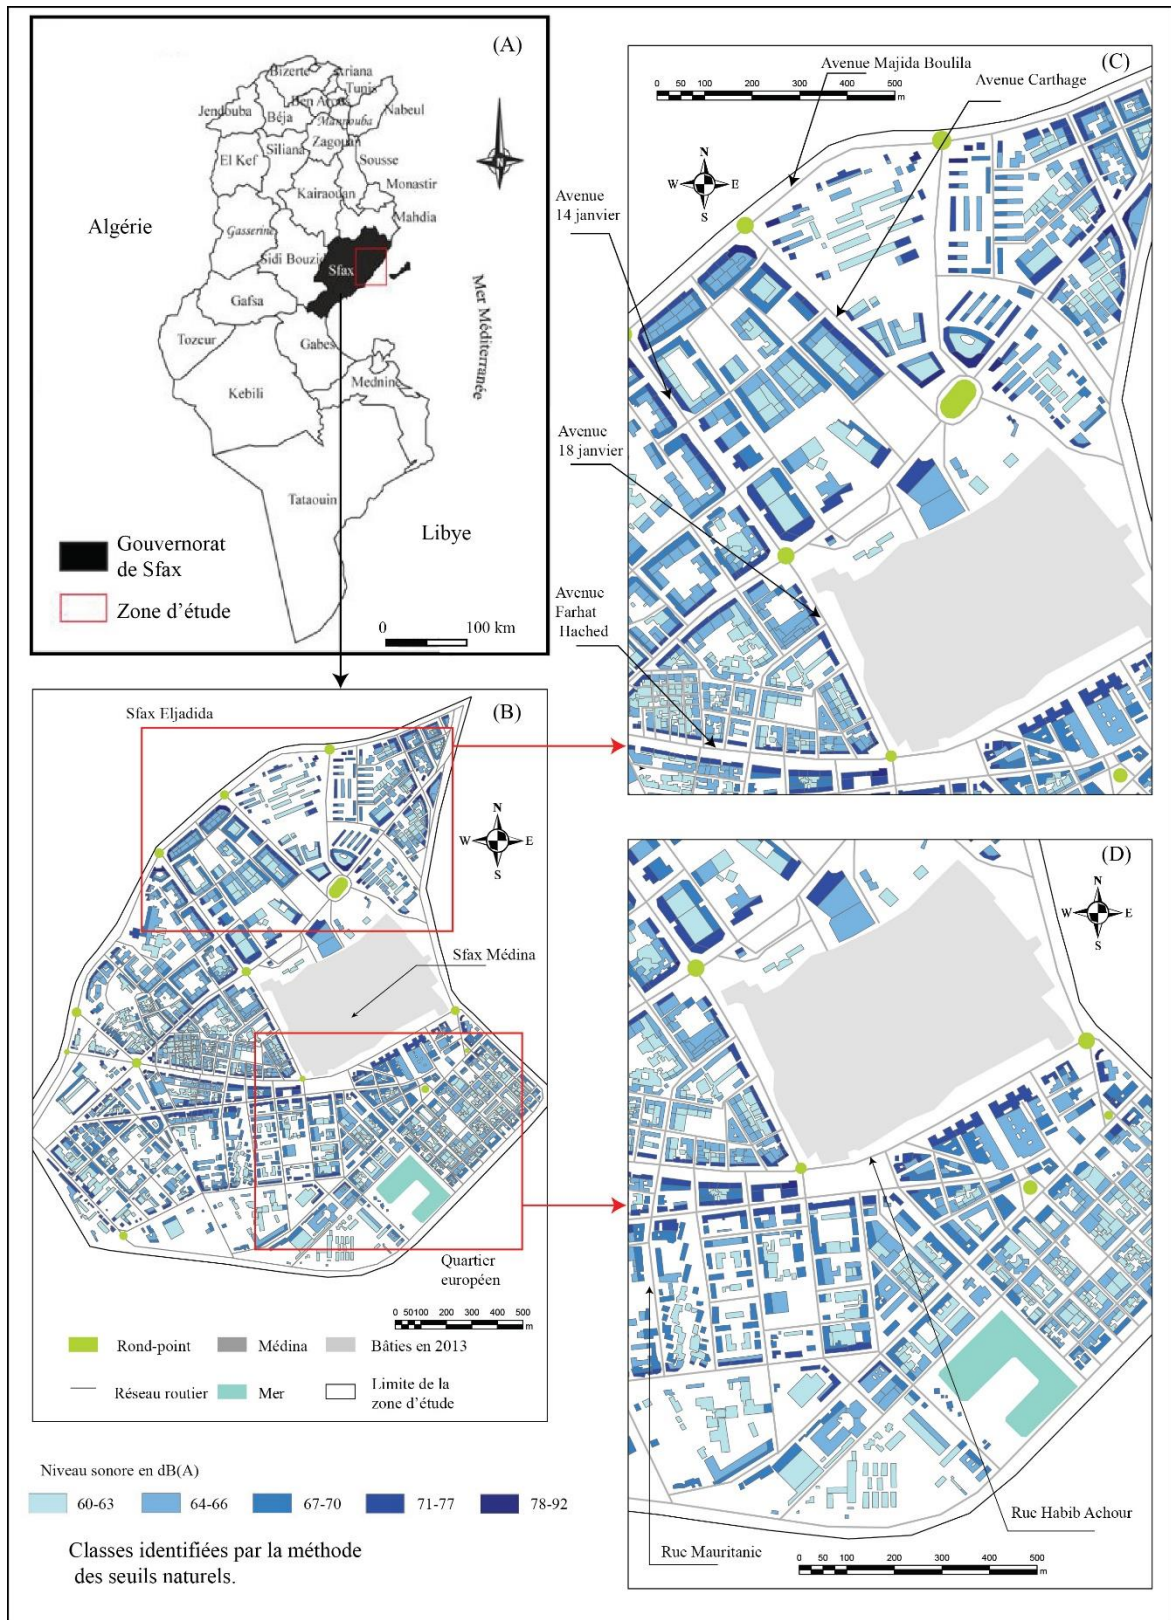 (A)
Bizerte
Ariana
Tunis
Ben Arous
Mannouba
Nabeul
Jendouba
Béja
Zagouan
Siliana
El Kef
Sousse
Kairaouan
Monastir
Mahdia
Algérie
Gasserine
Sidi Bouzid
Sfax
Gafsa
Mer Méditerranée
Tozeur
Gabes
Mednine
Kebili
Tataouin
Libye
N
Gouvernorat
de Sfax
Zone d'étude
0 100 km
(B)
Sfax Eljadida
N
W E
S
Sfax Médina
Quartier
européen
0 50100 200 300 400 500
m
Rond-point
Médina
Bâties en 2013
Réseau routier
Mer
Limite de la
zone d'étude
Niveau sonore en dB(A)
60-63
64-66
67-70
71-77
78-92
Classes identifiées par la méthode
des seuils naturels.
(C)
Avenue Majida Boulila
Avenue Carthage
0 50 100 200 300 400 500
m
N
W E
S
Avenue
14 janvier
Avenue
18 janvier
Avenue
Farhat
Hached
(D)
N
W E
S
Rue Habib Achour
Rue Mauritanie
0 50 100 200 300 400 500
m